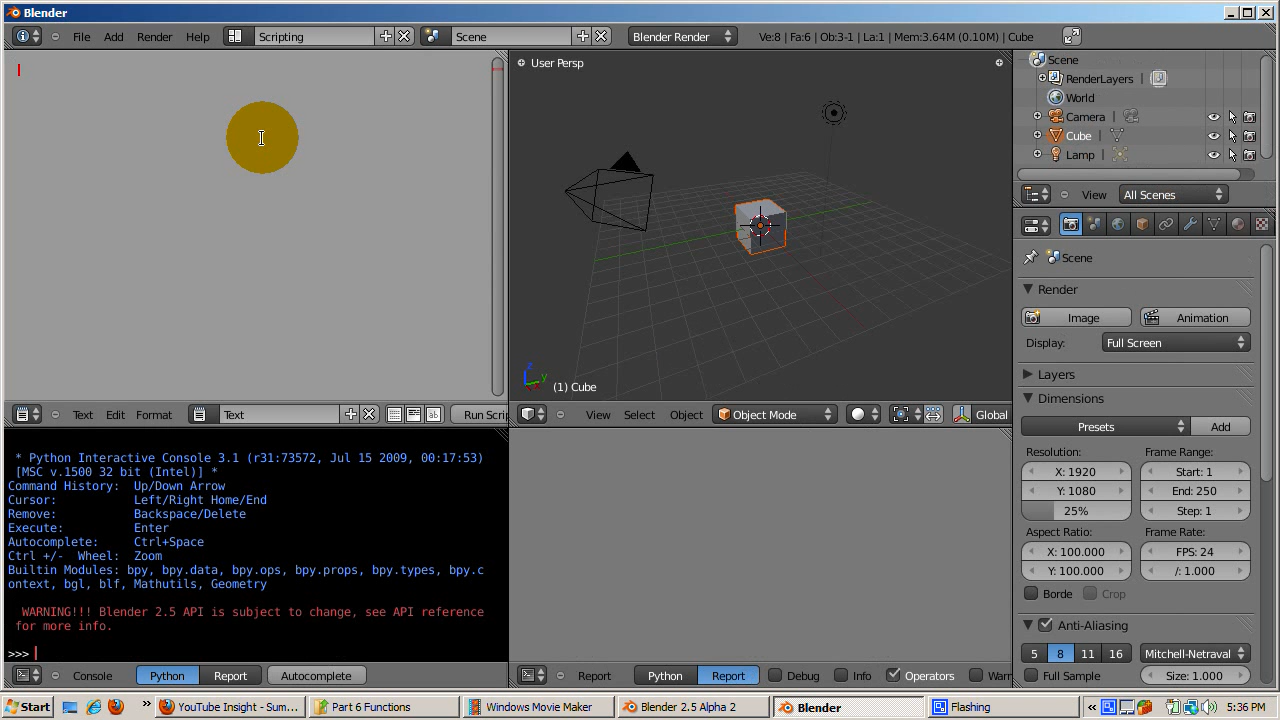 Blender
File Add Render Help Scripting Scene Blender Render Ve:8 | Fa:6 | Ob:3-1 | La:1 | Mem:3.64M (0.10M) | Cube
User Persp
(1) Cube
Scene
RenderLayers
World
Camera
Cube
Lamp
View All Scenes
Scene
Render
Image Animation
Display: Full Screen
Layers
Dimensions
Presets Add
Resolution: Frame Range:
X: 1920 Start: 1
Y: 1080 End: 250
25% Step: 1
Aspect Ratio: Frame Rate:
X: 100.000 FPS: 24
Y: 100.000 /: 1.000
Borde Crop
Anti-Aliasing
5 8 11 16 Mitchell-Netraval
Full Sample Size: 1.000
Text Edit Format Text Run Scrip
View Select Object Object Mode Global
* Python Interactive Console 3.1 (r31:73572, Jul 15 2009, 00:17:53)
[MSC v.1500 32 bit (Intel)] *
Command History: Up/Down Arrow
Cursor: Left/Right Home/End
Remove: Backspace/Delete
Execute: Enter
Autocomplete: Ctrl+Space
Ctrl +/- Wheel: Zoom
Builtin Modules: bpy, bpy.data, bpy.ops, bpy.props, bpy.types, bpy.c
ontext, bgl, blf, Mathutils, Geometry
WARNING!!! Blender 2.5 API is subject to change, see API reference
for more info.
>>>
Console Python Report Autocomplete
Report Python Report Debug Info Operators Warn
Start YouTube Insight - Sum... Part 6 Functions Windows Movie Maker Blender 2.5 Alpha 2 Blender Flashing 5:36 PM